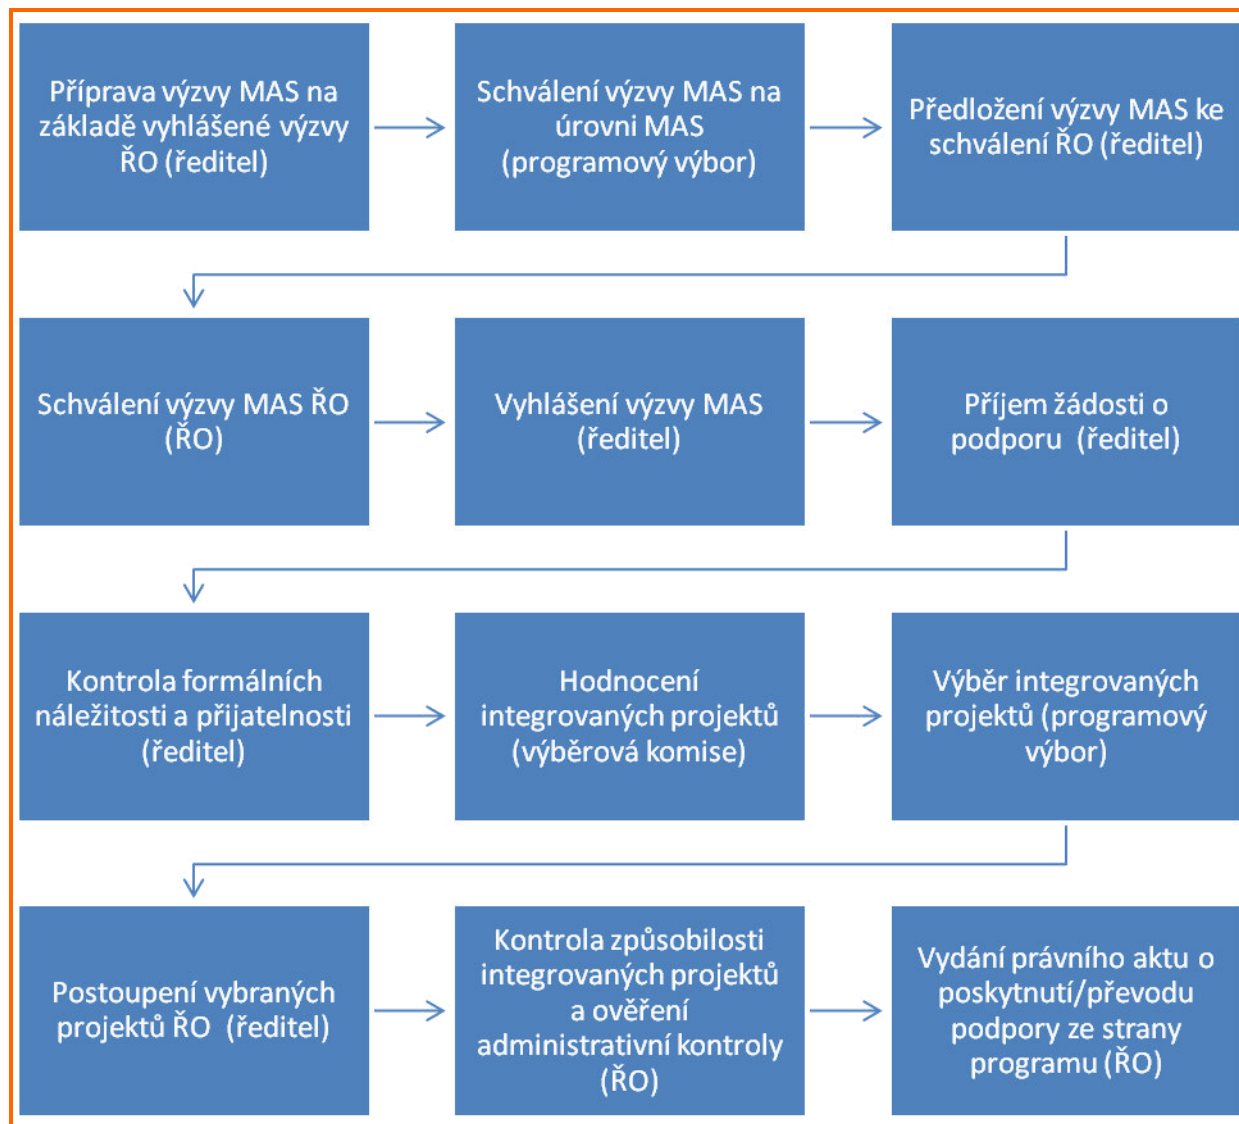 Příprava výzvy MAS na
základě vyhlášené výzvy
ŘO (ředitel)
Schválení výzvy MAS na
úrovni MAS
(programový výbor)
Předložení výzvy MAS ke
schválení ŘO (ředitel)
Schválení výzvy MAS ŘO
(ŘO)
Vyhlášení výzvy MAS
(ředitel)
Příjem žádosti o
podporu (ředitel)
Kontrola formálních
náležitosti a přijatelnosti
(ředitel)
Hodnocení
integrovaných projektů
(výběrová komise)
Výběr integrovaných
projektů (programový
výbor)
Postoupení vybraných
projektů ŘO (ředitel)
Kontrola způsobilosti
integrovaných projektů
a ověření
administrativní kontroly
(ŘO)
Vydání právního aktu o
poskytnutí/převodu
podpory ze strany
programu (ŘO)